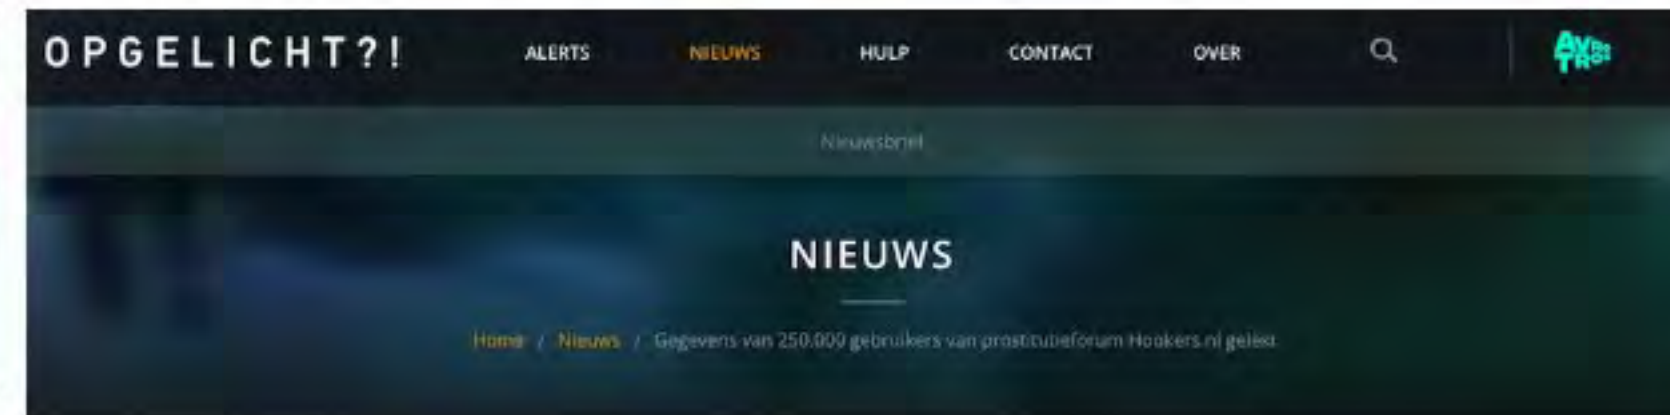 OPGELICHT?! ALERTS NIEUWS HULP CONTACT OVER AVROTROS
Nieuwsbrief
NIEUWS
Home / Nieuws / Gegevens van 250.000 gebruikers van prostitutieforum Hookers.nl gelekt